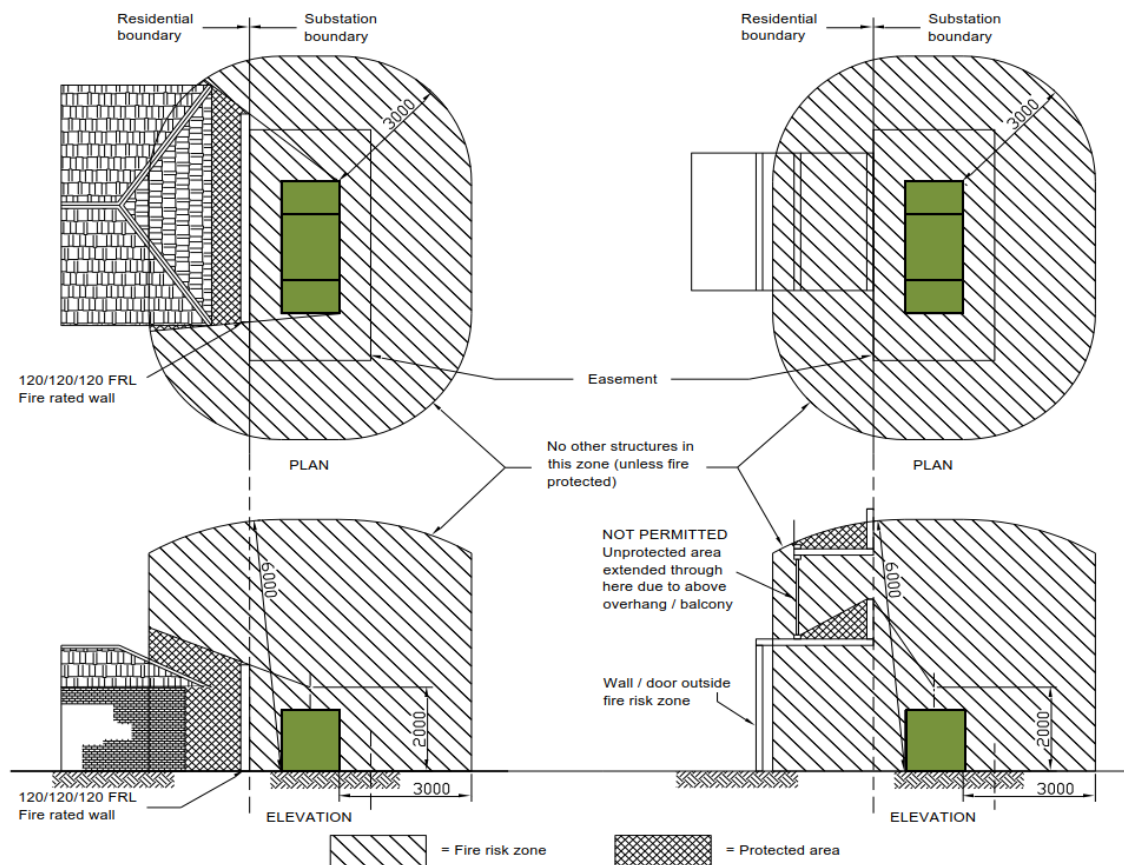 Residential
boundary
Substation
boundary
Residential
boundary
Substation
boundary
3000
3000
120/120/120 FRL
Fire rated wall
Easement
PLAN
No other structures in
this zone (unless fire
protected)
PLAN
6000
2000
3000
NOT PERMITTED
Unprotected area
extended through
here due to above
overhang / balcony
6000
Wall / door outside
fire risk zone
2000
3000
120/120/120 FRL
Fire rated wall
ELEVATION
ELEVATION
= Fire risk zone
= Protected area